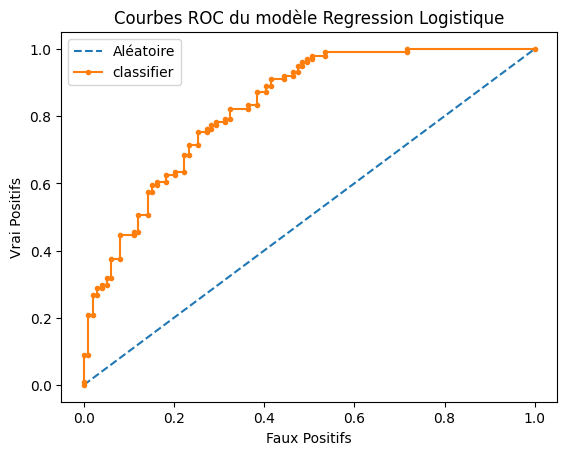 Courbes ROC du modèle Regression Logistique
Aléatoire
classifier
Vrai Positifs
1.0
0.8
0.6
0.4
0.2
0.0
0.0 0.2 0.4 0.6 0.8 1.0
Faux Positifs